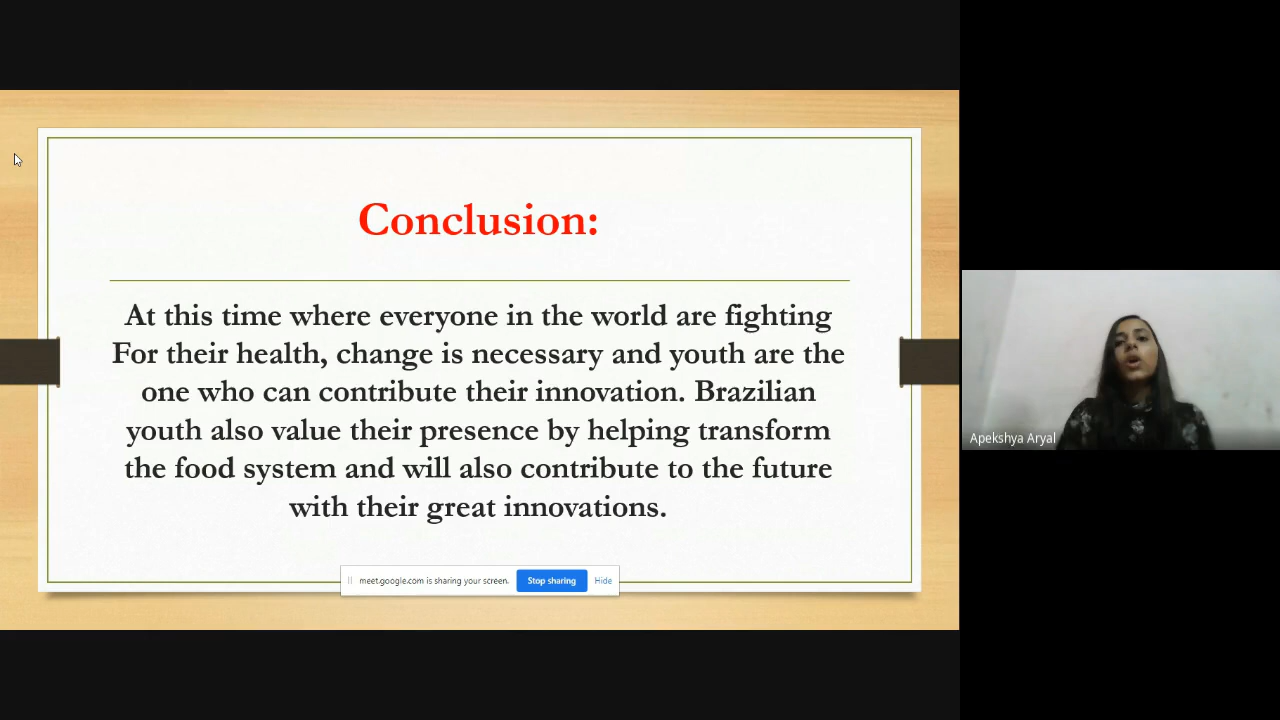 Conclusion:
At this time where everyone in the world are fighting
For their health, change is necessary and youth are the
one who can contribute their innovation. Brazilian
youth also value their presence by helping transform
the food system and will also contribute to the future
with their great innovations.
meet.google.com is sharing your screen.
Stop sharing
Hide
Apekshya Aryal